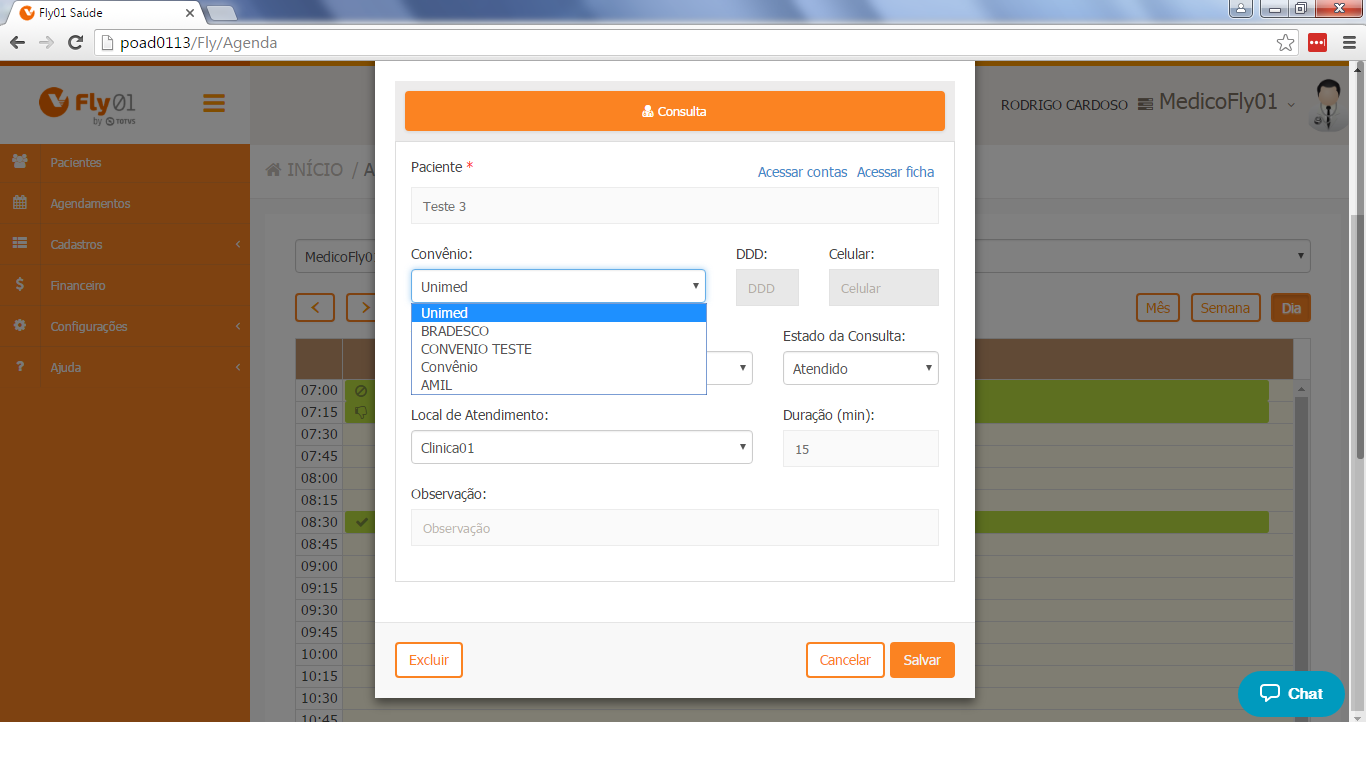 Fly01 Saúde
poad0113/Fly/Agenda
Fly01
by TOTVS
RODRIGO CARDOSO MedicoFly01
Pacientes
Agendamentos
Cadastros
Financeiro
Configurações
Ajuda
INÍCIO / A
MedicoFly0
Mês Semana Dia
07:00
07:15
07:30
07:45
08:00
08:15
08:30
08:45
09:00
09:15
09:30
09:45
10:00
10:15
10:30
10:45
Consulta
Paciente *
Acessar contas Acessar ficha
Teste 3
Convênio: DDD: Celular:
Unimed DDD Celular
Unimed
BRADESCO
CONVENIO TESTE
Convênio
AMIL
Estado da Consulta:
Atendido
Local de Atendimento: Duração (min):
Clinica01 15
Observação:
Observação
Excluir Cancelar Salvar
Chat